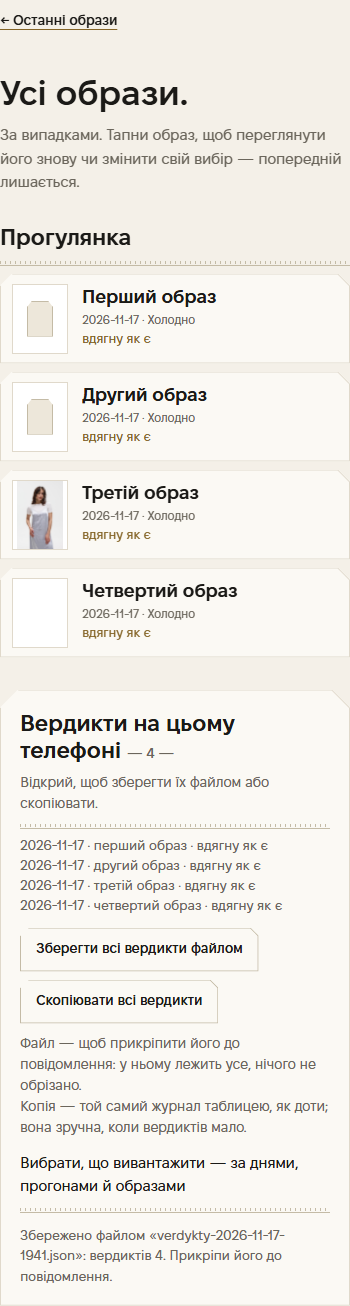 ← Останні образи
Усі образи.
За випадками. Тапни образ, щоб переглянути
його знову чи змінити свій вибір — попередній
лишається.
Прогулянка
Перший образ
2026-11-17 · Холодно
вдягну як є
Другий образ
2026-11-17 · Холодно
вдягну як є
Третій образ
2026-11-17 · Холодно
вдягну як є
Четвертий образ
2026-11-17 · Холодно
вдягну як є
Вердикти на цьому
телефоні — 4 —
Відкрий, щоб зберегти їх файлом або
скопіювати.
2026-11-17 · перший образ · вдягну як є
2026-11-17 · другий образ · вдягну як є
2026-11-17 · третій образ · вдягну як є
2026-11-17 · четвертий образ · вдягну як є
Зберегти всі вердикти файлом
Скопіювати всі вердикти
Файл — щоб прикріпити його до
повідомлення: у ньому лежить усе, нічого не
обрізано.
Копія — той самий журнал таблицею, як доти;
вона зручна, коли вердиктів мало.
Вибрати, що вивантажити — за днями,
прогонами й образами
Збережено файлом «verdykty-2026-11-17-
1941.json»: вердиктів 4. Прикріпи його до
повідомлення.